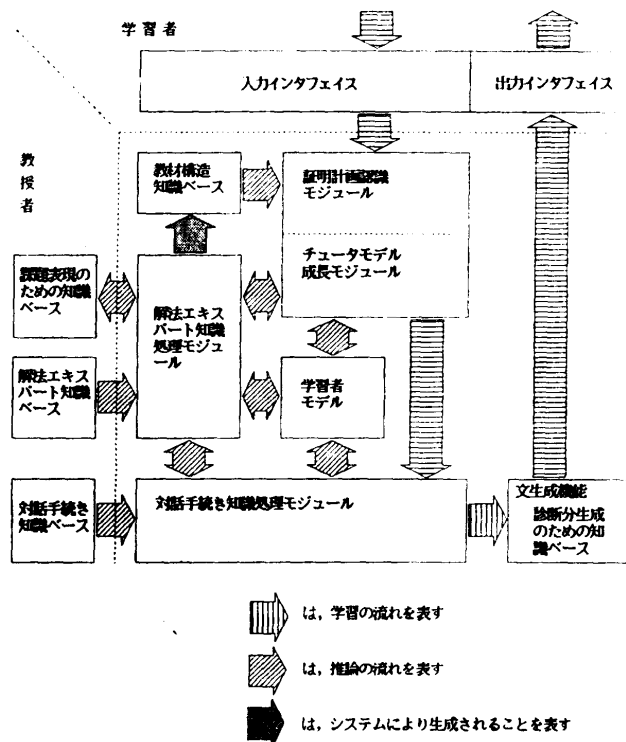 学習者
入力インタフェイス
出力インタフェイス
教
授
者
教材構造
知識ベース
証明計画認識
モジュール
チュータモデル
成長モジュール
課題表現の
ための知識
ベース
解法エキス
パート知識
処理モジュ
ール
解法エキス
パート知識
ベース
学習者
モデル
対話手続き
知識ベース
対話手続き知識処理モジュール
文生成機能
診断分生成
のための知
識ベース
は，学習の流れを表す
は，推論の流れを表す
は，システムにより生成されることを表す